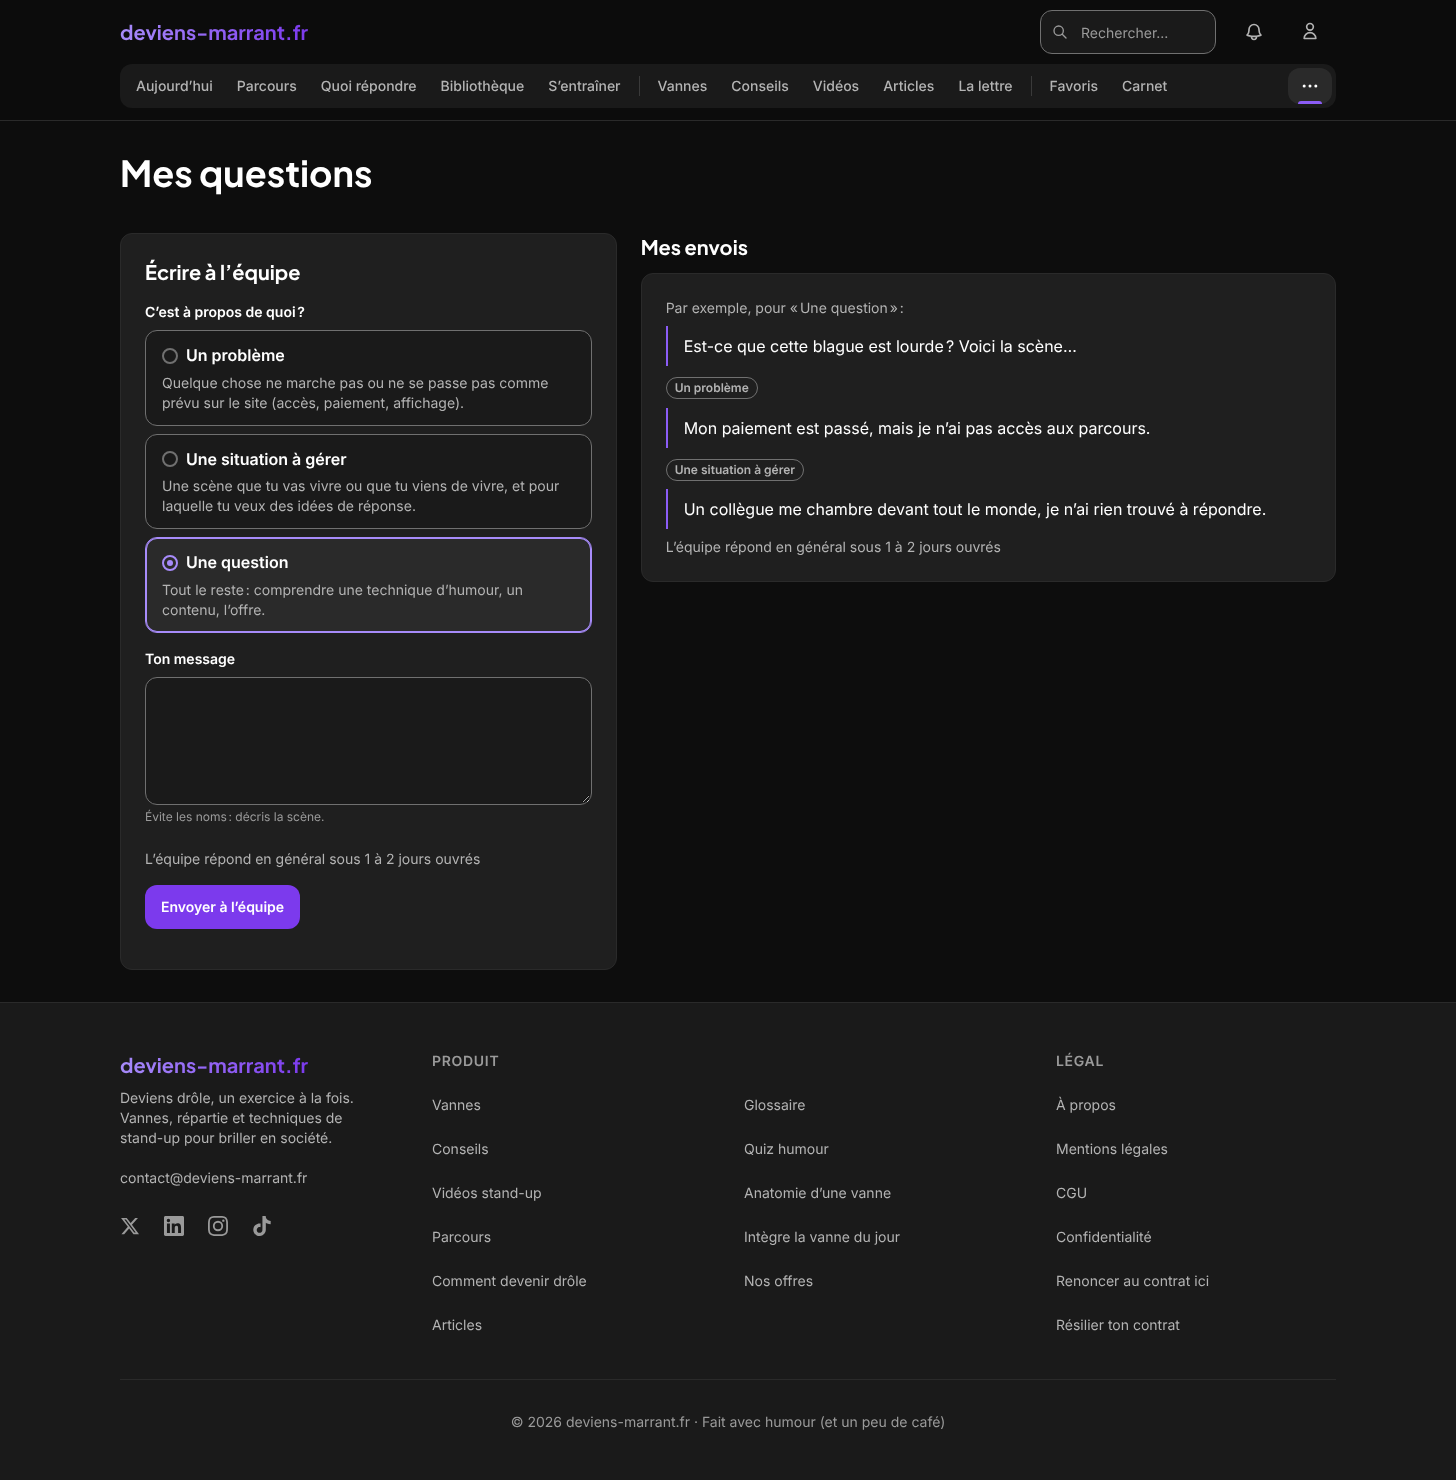 deviens-marrant.fr
Rechercher...
Aujourd’hui Parcours Quoi répondre Bibliothèque S’entraîner Vannes Conseils Vidéos Articles La lettre Favoris Carnet
Mes questions
Écrire à l’équipe
C’est à propos de quoi ?
Un problème
Quelque chose ne marche pas ou ne se passe pas comme
prévu sur le site (accès, paiement, affichage).
Une situation à gérer
Une scène que tu vas vivre ou que tu viens de vivre, et pour
laquelle tu veux des idées de réponse.
Une question
Tout le reste : comprendre une technique d’humour, un
contenu, l’offre.
Ton message
Évite les noms : décris la scène.
L’équipe répond en général sous 1 à 2 jours ouvrés
Envoyer à l’équipe
Mes envois
Par exemple, pour « Une question » :
Est-ce que cette blague est lourde ? Voici la scène…
Un problème
Mon paiement est passé, mais je n’ai pas accès aux parcours.
Une situation à gérer
Un collègue me chambre devant tout le monde, je n’ai rien trouvé à répondre.
L’équipe répond en général sous 1 à 2 jours ouvrés
deviens-marrant.fr
Deviens drôle, un exercice à la fois.
Vannes, répartie et techniques de
stand-up pour briller en société.
contact@deviens-marrant.fr
PRODUIT
Vannes
Conseils
Vidéos stand-up
Parcours
Comment devenir drôle
Articles
Glossaire
Quiz humour
Anatomie d’une vanne
Intègre la vanne du jour
Nos offres
LÉGAL
À propos
Mentions légales
CGU
Confidentialité
Renoncer au contrat ici
Résilier ton contrat
© 2026 deviens-marrant.fr · Fait avec humour (et un peu de café)